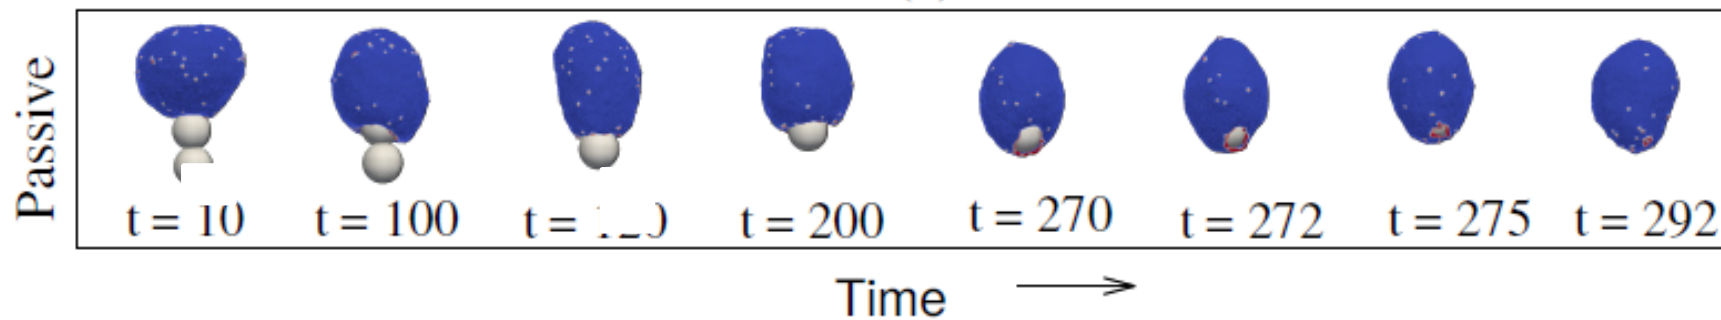 Passive
t = 10
t = 100
t =
t = 200
t = 270
t = 272
t = 275
t = 292
Time